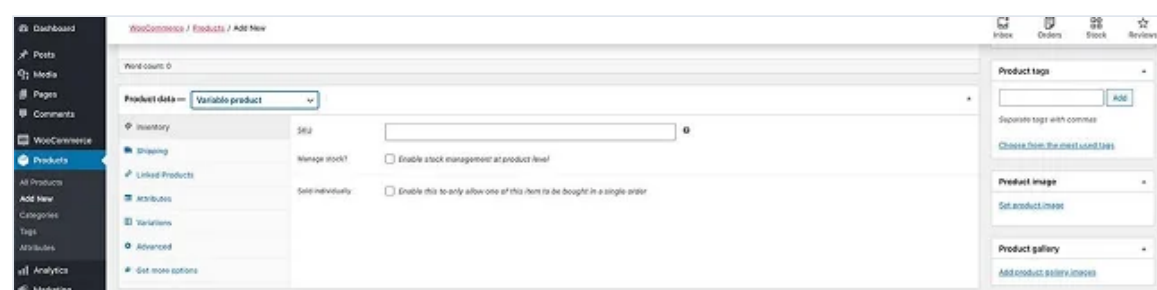 Dashboard
Posts
Media
Pages
Comments
WooCommerce
Products
All Products
Add New
Categories
Tags
Attributes
Analytics
Marketing
WooCommerce / Products / Add New
Inbox
Orders
Stock
Reviews
Word count: 0
Product data — Variable product
Inventory
Shipping
Linked Products
Attributes
Variations
Advanced
Get more options
SKU
Manage stock?
Enable stock management at product level
Sold individually
Enable this to only allow one of this item to be bought in a single order
Product tags
Add
Separate tags with commas
Choose from the most used tags
Product image
Set product image
Product gallery
Add product gallery images